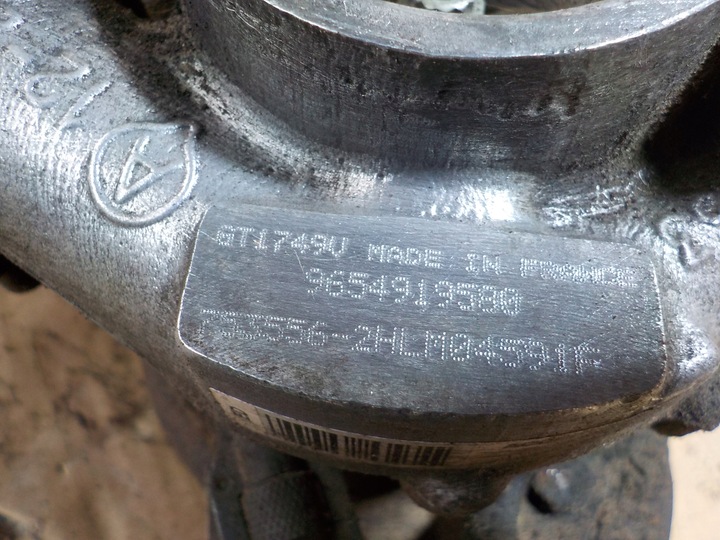 A
GT1749V MADE IN FRANCE
9654919580
753556-2HLM04591F